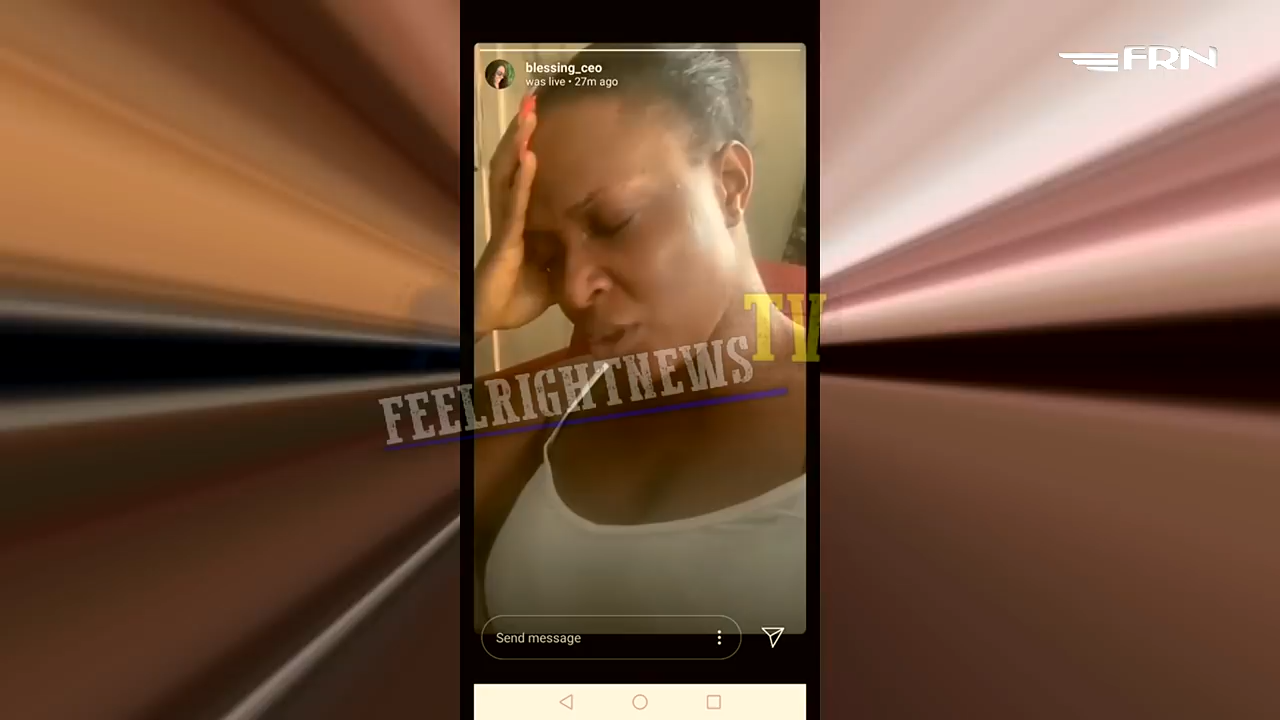 FRN
blessing_ceo
was live • 27m ago
FEELRIGHTNEWS TV
Send message